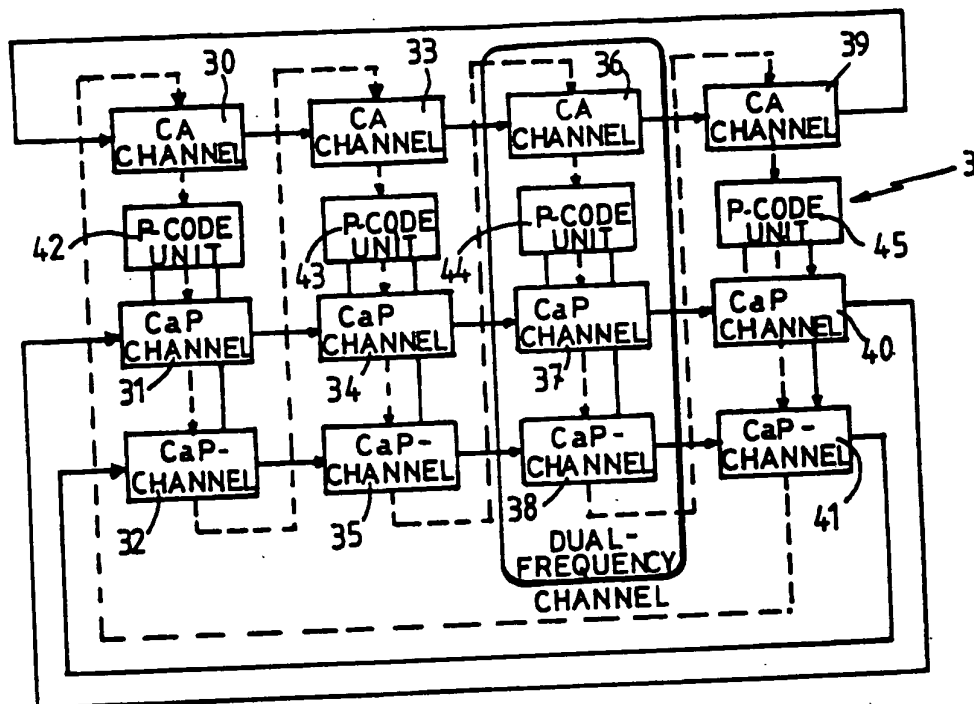 30
33
36
39
CA
CHANNEL
CA
CHANNEL
CA
CHANNEL
CA
CHANNEL
3
42
P-CODE
UNIT
43
P-CODE
UNIT
44
P-CODE
UNIT
P-CODE
UNIT
45
CaP
CHANNEL
CaP
CHANNEL
CaP
CHANNEL
CaP
CHANNEL
31
34
37
40
CaP-
CHANNEL
CaP-
CHANNEL
CaP-
CHANNEL
CaP-
CHANNEL
32
35
38
41
DUAL-
FREQUENCY
CHANNEL